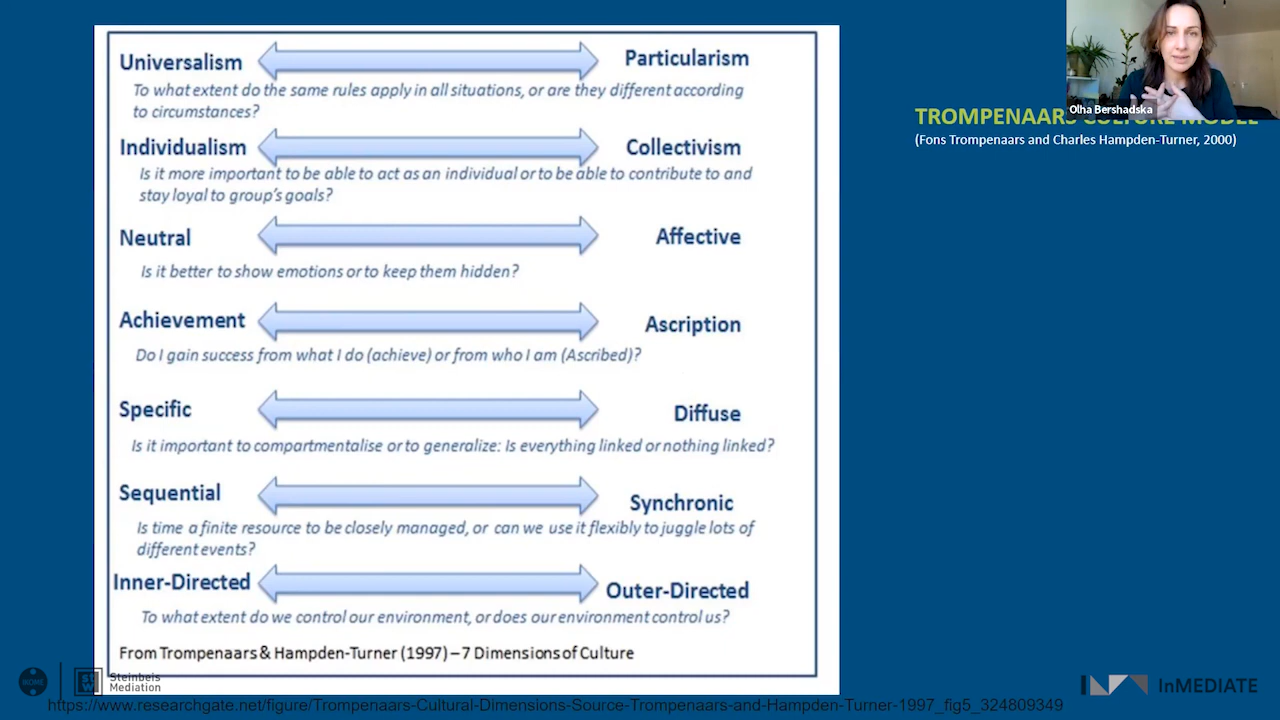 Universalism
Particularism
To what extent do the same rules apply in all situations, or are they different according
to circumstances?
Individualism
Collectivism
Is it more important to be able to act as an individual or to be able to contribute to and
stay loyal to group's goals?
Neutral
Affective
Is it better to show emotions or to keep them hidden?
Achievement
Ascription
Do I gain success from what I do (achieve) or from who I am (Ascribed)?
Specific
Diffuse
Is it important to compartmentalise or to generalize: Is everything linked or nothing linked?
Sequential
Synchronic
Is time a finite resource to be closely managed, or can we use it flexibly to juggle lots of
different events?
Inner-Directed
Outer-Directed
To what extent do we control our environment, or does our environment control us?
From Trompenaars & Hampden-Turner (1997) – 7 Dimensions of Culture
Olha Bershadska
TROMPENAARS CULTURE MODEL
(Fons Trompenaars and Charles Hampden-Turner, 2000)
Steinbeis
Mediation
InMEDIATE
https://www.researchgate.net/figure/Trompenaars-Cultural-Dimensions-Source-Trompenaars-and-Hampden-Turner-1997_fig5_324809349